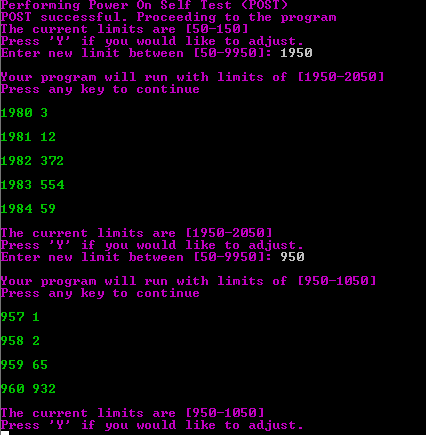 Performing Power On Self Test <POST>
POST successful. Proceeding to the program
The current limits are [50-150]
Press 'Y' if you would like to adjust.
Enter new limit between [50-9950]: 1950
Your program will run with limits of [1950-2050]
Press any key to continue
1980 3
1981 12
1982 372
1983 554
1984 59
The current limits are [1950-2050]
Press 'Y' if you would like to adjust.
Enter new limit between [50-9950]: 950
Your program will run with limits of [950-1050]
Press any key to continue
957 1
958 2
959 65
960 932
The current limits are [950-1050]
Press 'Y' if you would like to adjust.